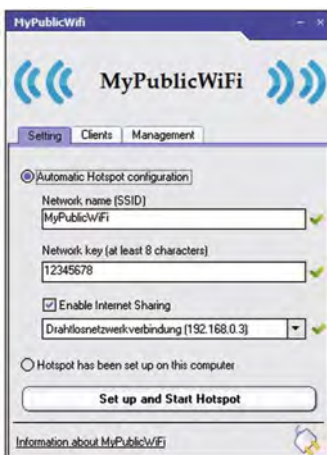 MyPublicWifi
MyPublicWiFi
Setting Clients Management
Automatic Hotspot configuration
Network name (SSID)
MyPublicWiFi
Network key (at least 8 characters)
12345678
Enable Internet Sharing
Drahtlosnetzwerkverbindung (192.168.0.3)
Hotspot has been set up on this computer
Set up and Start Hotspot
Information about MyPublicWiFi